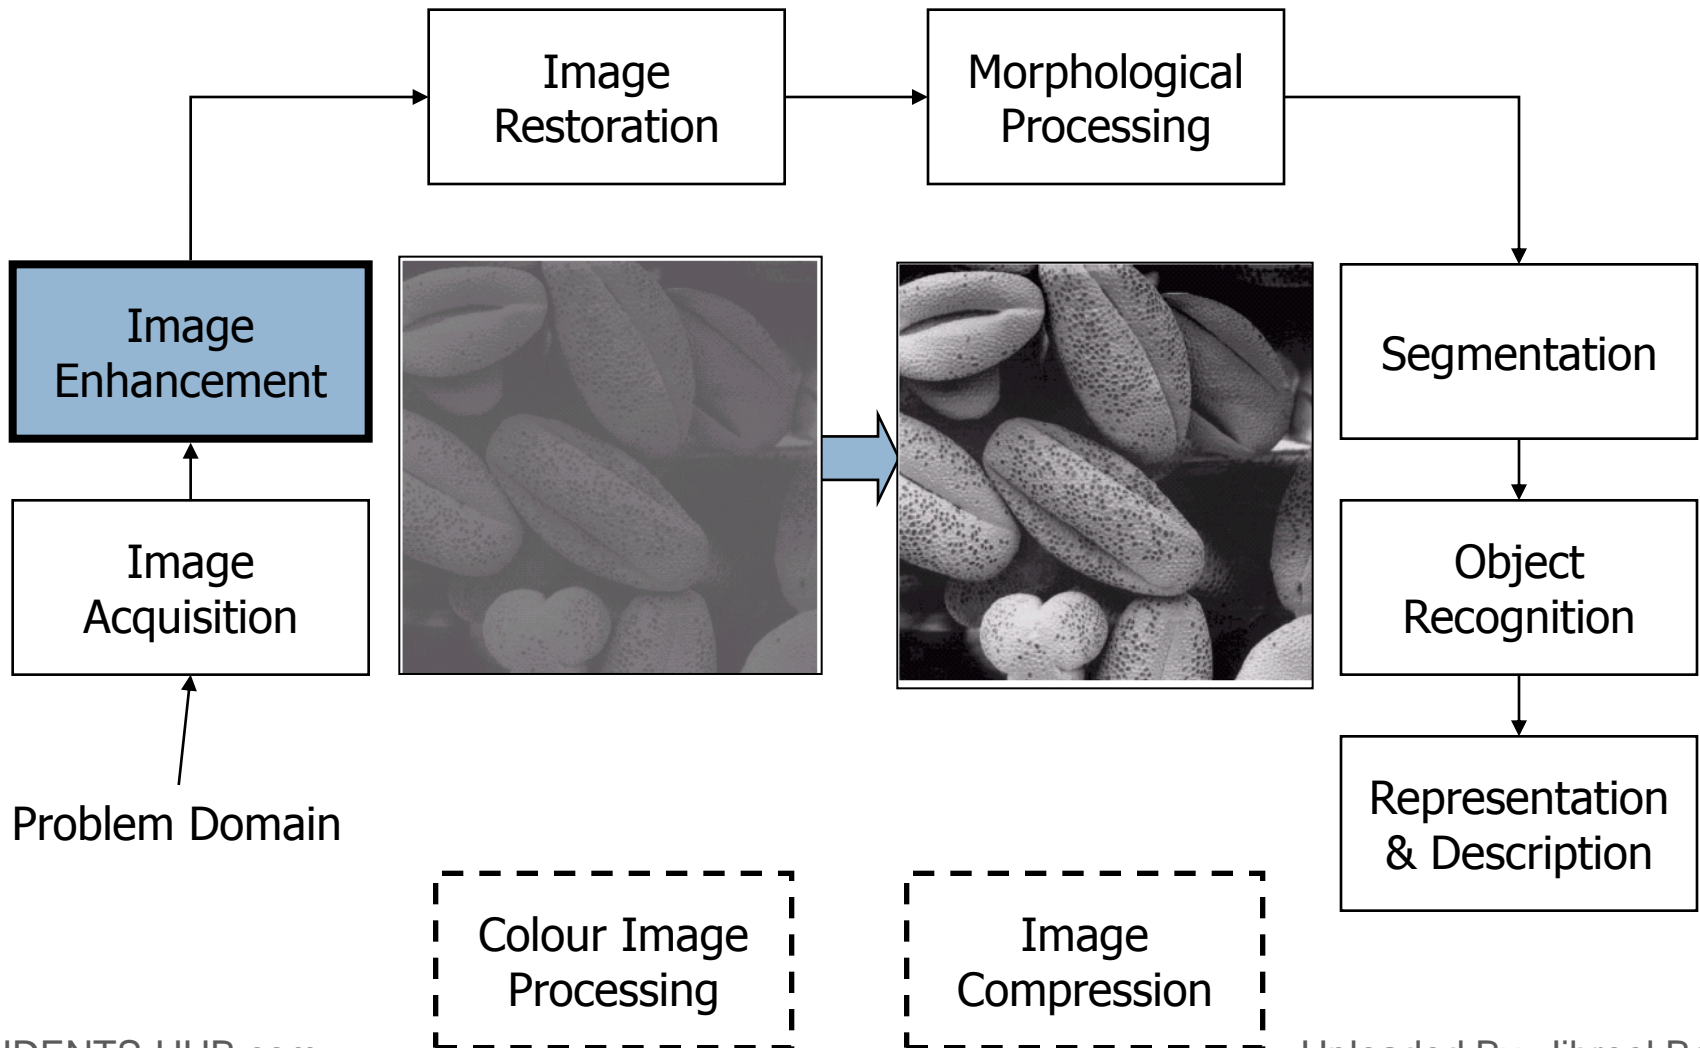 Image
Restoration
Morphological
Processing
Image
Enhancement
Segmentation
Image
Acquisition
Object
Recognition
Problem Domain
Representation
& Description
Colour Image
Processing
Image
Compression